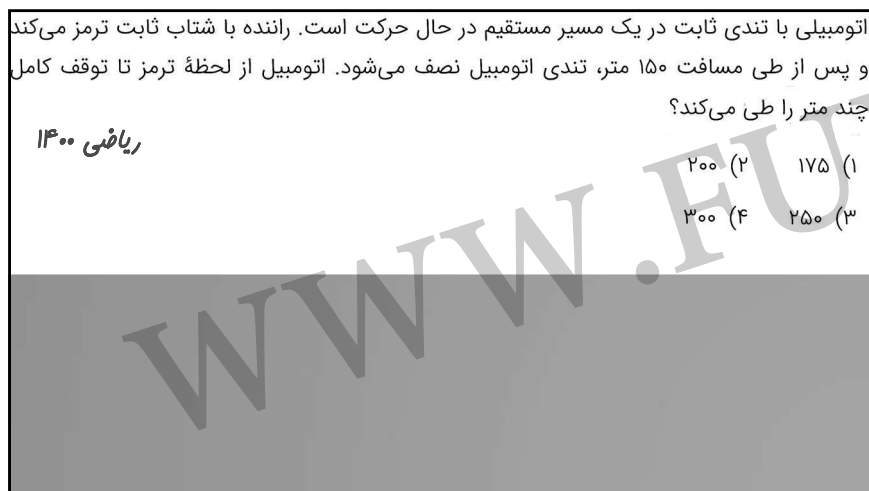 اتومبیلی با تندی ثابت در یک مسیر مستقیم در حال حرکت است. راننده با شتاب ثابت ترمز می‌کند
و پس از طی مسافت ۱۵۰ متر، تندی اتومبیل نصف می‌شود. اتومبیل از لحظهٔ ترمز تا توقف کامل
چند متر را طی می‌کند؟
ریاضی ۱۴۰۰
۱) ۱۷۵ ۲) ۲۰۰
۳) ۲۵۰ ۴) ۳۰۰
WWW.FU